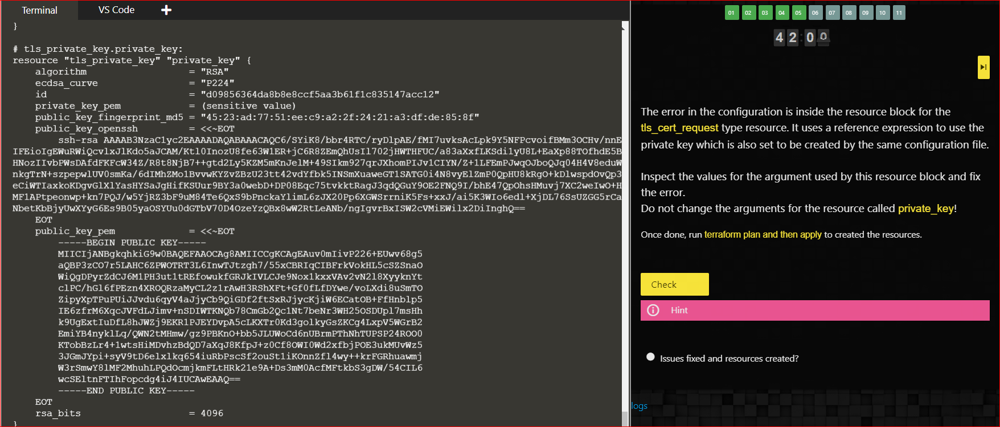 Terminal
VS Code
}
# tls_private_key.private_key:
resource "tls_private_key" "private_key" {
algorithm = "RSA"
ecdsa_curve = "P224"
id = "d09856364da8b8e8ccf5aa3b61f1c835147acc12"
private_key_pem = (sensitive value)
public_key_fingerprint_md5 = "45:23:ad:77:51:ee:c9:a2:2f:24:21:a3:df:de:85:8f"
public_key_openssh = <<~EOT
ssh-rsa AAAAB3NzaC1yc2EAAAADAQABAAACAQC6/SYiK8/bbr4RTC/ryDlpAE/fMI7uvksAcLpk9Y5NFPcvoifBMm3OCHv/nnE
IFEioIgEWuRWiQcvlxJlKdo5aJCAM/Ktl0InozU8fe63W1ER+jC6R8ZEmQhUsIl702jHWTHFUC/a83aXxfLKSdi1yU8L+EaXp88TOfhdE5B
HNozIIvbPWsDAfdFKFcW34Z/R8t8NjB7++gtd2Ly5KZM5mKnJelM+49SIkm927qrJXhomPIJv1CIYN/Z+1LFEmPJwqOJboQJq04H4V8eduW
nkgTrN+szpepwlUV0smKa/6dIMhZMo1BvvwKYZvZBzU23tt42vdYfbk5INSmXuaweGT1SATG0i4N8vyElZmP0QpHU8kRgO+kDlwspdOvQp3
eCiWTIaxkoKDgvGlXlYasHYSaJgHifKSUur9BY3a0webD+DP08Eqc75tvkktRagJ3qdQGuY9OE2FNQ9I/bhE47QpOhsHMuvj7XC2weIwO+H
MF1APtpeonwp+kn7PQJ/w5YjRZ3bF9uM84Te6QxS9bPnckaYlimL6zJX20Pp6XGWSrrniK5Fs+xxJ/ai5K3WIo6edl+XjDL76SsUZGG5rCa
NbetKbBjyUwXYyG6Es9B05yaOSYUu0dGTbV70D4OzeYzQBx8wW2RtLeANb/ngIgvrBxISW2cVMiEWilx2DiInghQ==
EOT
public_key_pem = <<~EOT
-----BEGIN PUBLIC KEY-----
MIICIjANBgkqhkiG9w0BAQEFAAOCAg8AMIICCgKCAgEAuv0mIivP226+EUwv68g5
aQBP3zCO7r5LAHC6ZPWOTRT3L6InwTJtzgh7/55xCBRIqCIBFrkVokHL5cSZSnaO
WiQgDPyrZdCJ6M1PH3ut1tREfowukfGRJkIVLCJe9Nox1kxxVAv2vN2l8XyyknYt
clPC/hGl6fPEzn4XROQRzaMyCL2z1rAwH3RShXFt+Gf0fLfDYwe/voLXdi8uSmTO
ZipyXpTPuPUiJJvdu6qyV4aJjyCb9QiGDf2ftSxRJjycKjiW6ECatOB+FfHnblp5
IE6zfrM6XqcJVFdLJimv+nSDIWTKNQb78CmGb2Qc1Nt7beNr3WH25OSDUpl7msHh
k9UgExtIuDfL8hJWZj9EKR1PJEYDvpA5cLKXTr0Kd3golkyGsZKCg4LxpV5WGrB2
EmiYB4nyklLq/QWN2tMHmw/gz9PBKnO+bb5JLUWoCd6nUBrmPThNhTUPSP24ROO0
KTobBzLr4+1wtsHiMDvhzBdQD7aXqJ8KfpJ+z0Cf8OWI0Wd2xfbjPOE3ukMUvWz5
3JGmJYpi+syV9tD6elxlkq654iuRbPscSf2ouSt1iKOnnZfl4wy++krFGRhuawmj
W3rSmwY8lMF2MhuhLPQdOcmjkmFLtHRk21e9A+Ds3mM0AcfMFtkbS3gDW/54CIL6
wcSEltnFTIhFopcdg4iJ4IUCAwEAAQ==
-----END PUBLIC KEY-----
EOT
rsa_bits = 4096
}
01 02 03 04 05 06 07 08 09 10 11
The error in the configuration is inside the resource block for the
tls_cert_request type resource. It uses a reference expression to use the
private key which is also set to be created by the same configuration file.
Inspect the values for the argument used by this resource block and fix
the error.
Do not change the arguments for the resource called private_key!
Once done, run terraform plan and then apply to created the resources.
Check
Hint
Issues fixed and resources created?
logs